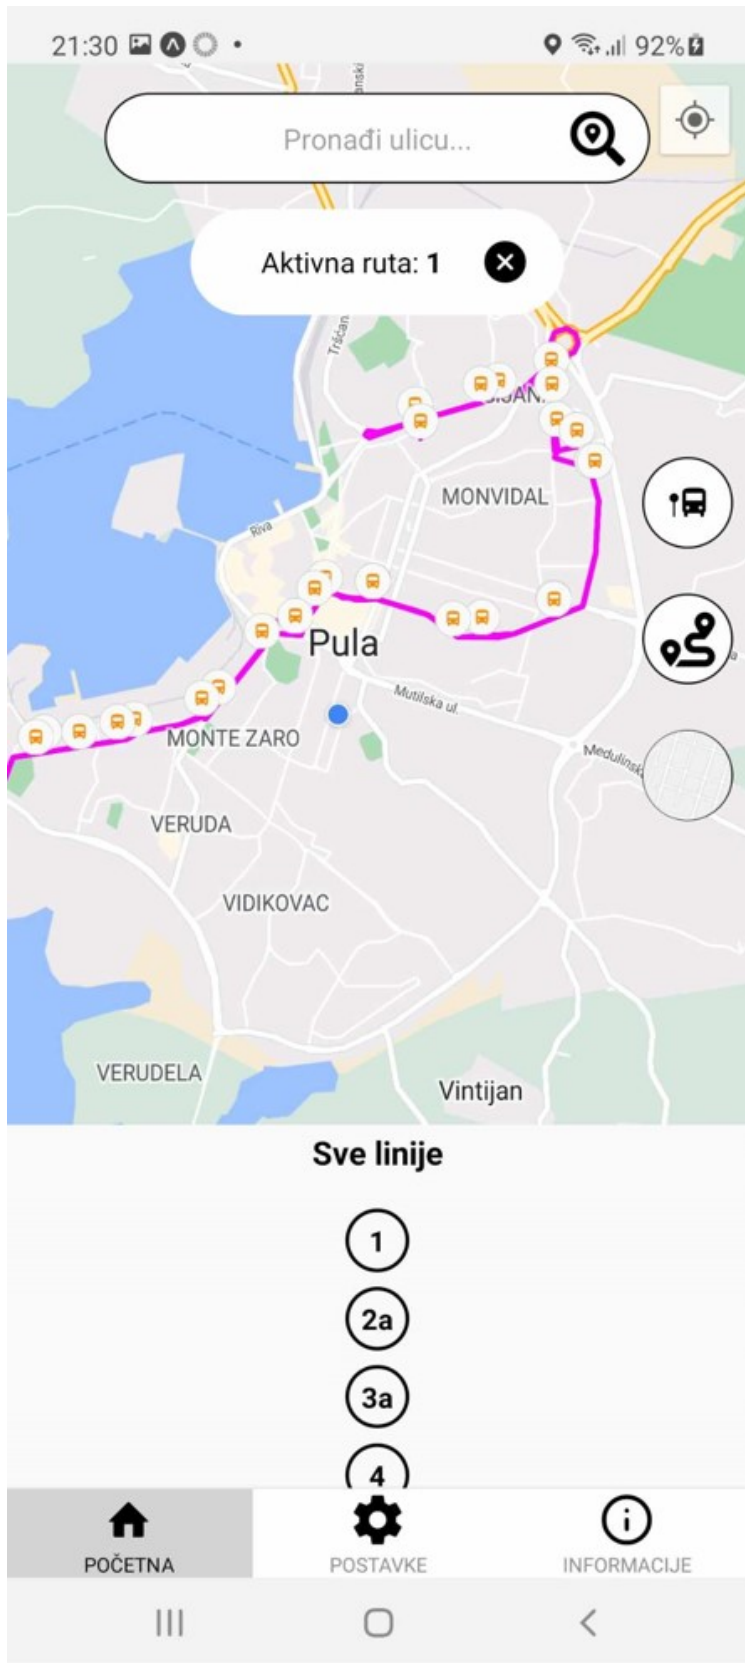 21:30
92%
Pronađi ulicu...
Aktivna ruta: 1
MONVIDAL
Riva
Pula
Mutilska ul.
MONTE ZARO
VERUDA
VIDIKOVAC
VERUDELA
Vintijan
Sve linije
1
2a
3a
4
POČETNA
POSTAVKE
INFORMACIJE